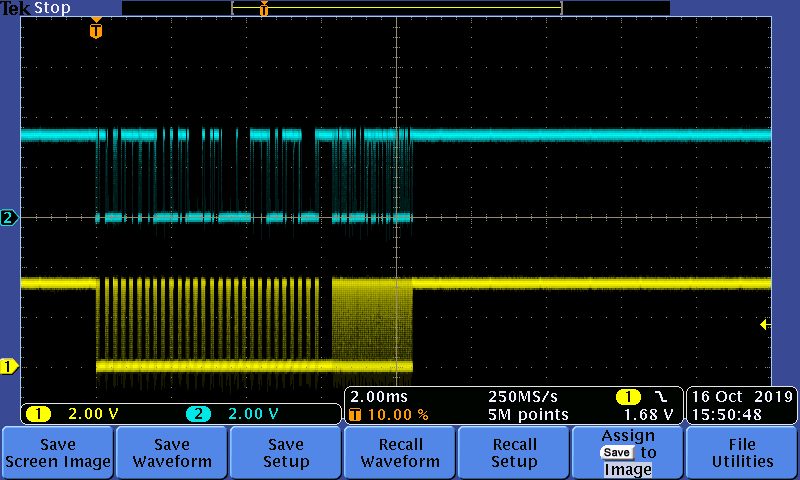 Tek Stop
T
T
2
1
1 2.00 V 2 2.00 V
2.00ms 250MS/s 1
T 10.00 % 5M points 1.68 V
16 Oct 2019
15:50:48
Save
Screen Image
Save
Waveform
Save
Setup
Recall
Waveform
Recall
Setup
Assign
Save to
Image
File
Utilities